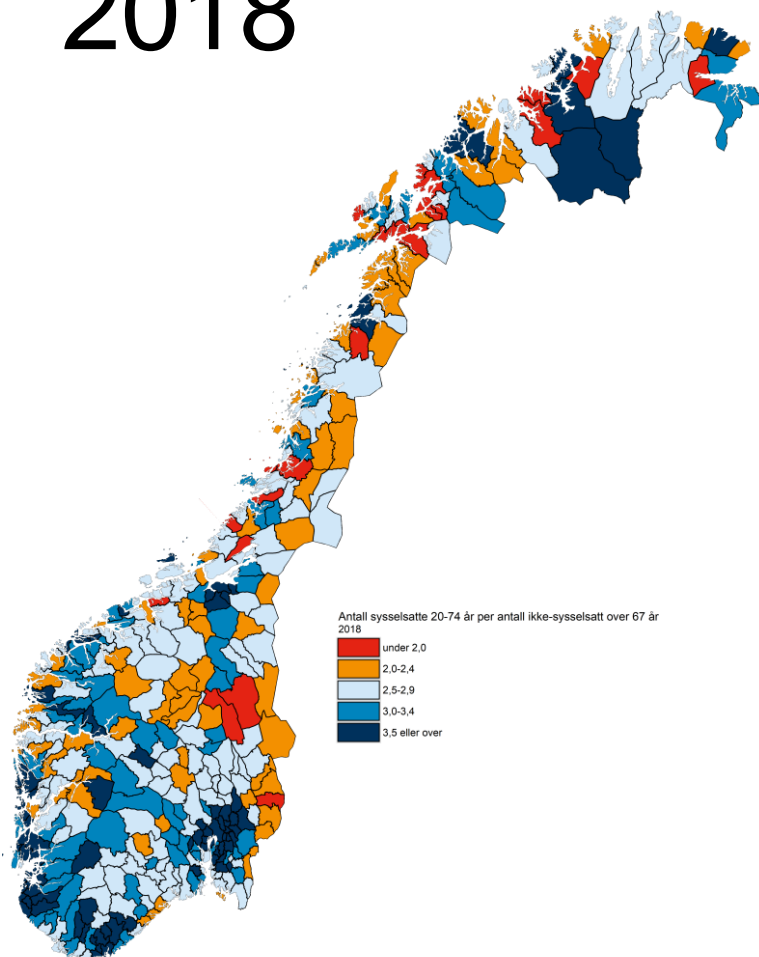 2018
Antall sysselsatte 20-74 år per antall ikke-sysselsatt over 67 år
2018
under 2,0
2,0-2,4
2,5-2,9
3,0-3,4
3,5 eller over